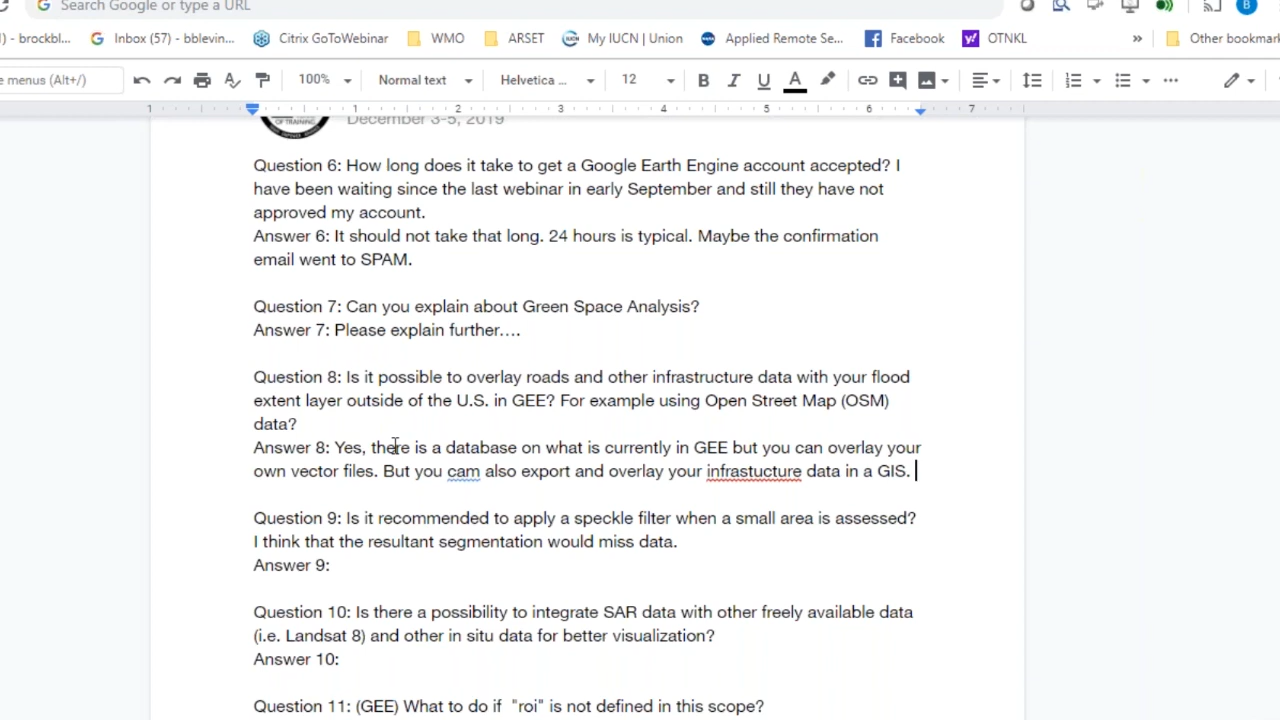 Search Google or type a URL
) - brockbl...
Inbox (57) - bblevin...
Citrix GoToWebinar
WMO
ARSET
My IUCN | Union
Applied Remote Se...
Facebook
OTNKL
»
Other bookmar
e menus (Alt+/)
100%
Normal text
Helvetica ...
12
B I U A
1 1 2 3 4 5 6 7
OF TRAINING
December 3-5, 2019
Question 6: How long does it take to get a Google Earth Engine account accepted? I
have been waiting since the last webinar in early September and still they have not
approved my account.
Answer 6: It should not take that long. 24 hours is typical. Maybe the confirmation
email went to SPAM.
Question 7: Can you explain about Green Space Analysis?
Answer 7: Please explain further....
Question 8: Is it possible to overlay roads and other infrastructure data with your flood
extent layer outside of the U.S. in GEE? For example using Open Street Map (OSM)
data?
Answer 8: Yes, there is a database on what is currently in GEE but you can overlay your
own vector files. But you cam also export and overlay your infrastucture data in a GIS.
Question 9: Is it recommended to apply a speckle filter when a small area is assessed?
I think that the resultant segmentation would miss data.
Answer 9:
Question 10: Is there a possibility to integrate SAR data with other freely available data
(i.e. Landsat 8) and other in situ data for better visualization?
Answer 10:
Question 11: (GEE) What to do if  "roi" is not defined in this scope?